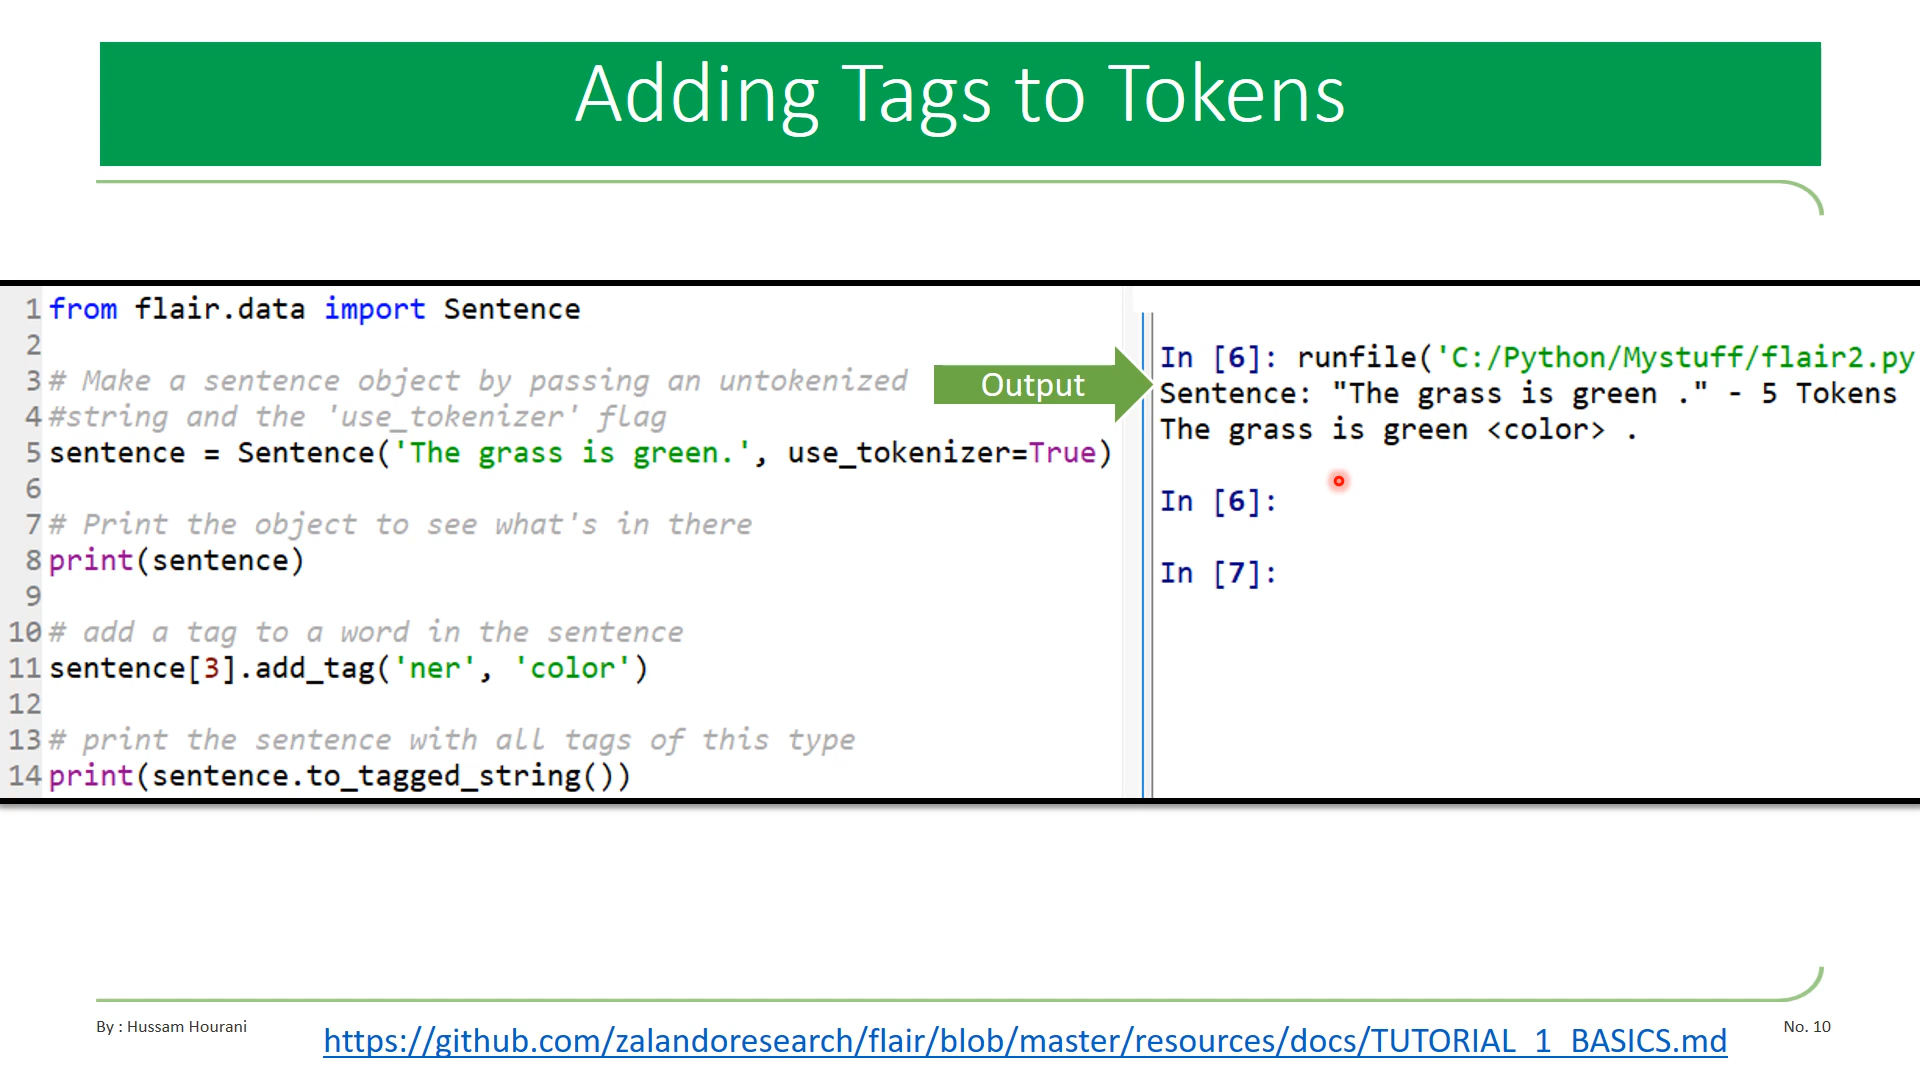 Adding Tags to Tokens
1 from flair.data import Sentence
2
3 # Make a sentence object by passing an untokenized
4 #string and the 'use_tokenizer' flag
5 sentence = Sentence('The grass is green.', use_tokenizer=True)
6
7 # Print the object to see what's in there
8 print(sentence)
9
10 # add a tag to a word in the sentence
11 sentence[3].add_tag('ner', 'color')
12
13 # print the sentence with all tags of this type
14 print(sentence.to_tagged_string())
Output
In [6]: runfile('C:/Python/Mystuff/flair2.py
Sentence: "The grass is green ." - 5 Tokens
The grass is green <color> .
In [6]:
In [7]:
By : Hussam Hourani
https://github.com/zalandoresearch/flair/blob/master/resources/docs/TUTORIAL_1_BASICS.md
No. 10